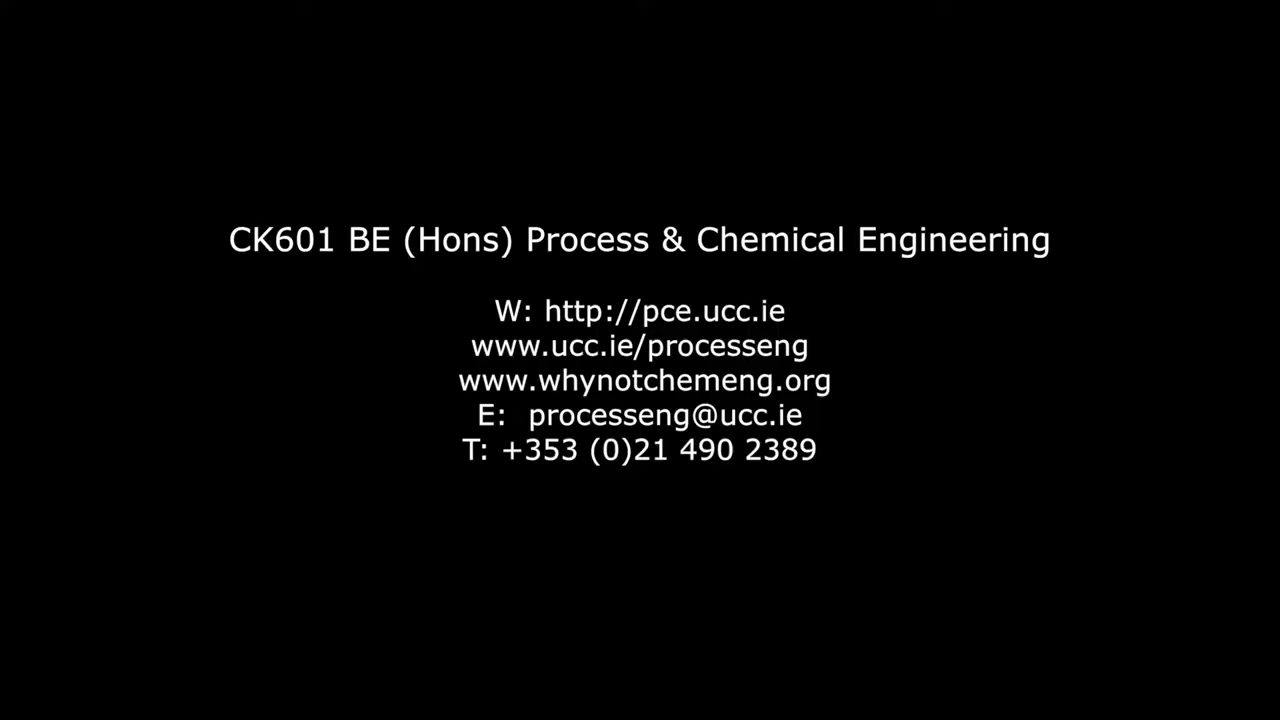 CK601 BE (Hons) Process & Chemical Engineering
W: http://pce.ucc.ie
www.ucc.ie/processeng
www.whynotchemeng.org
E:  processeng@ucc.ie
T: +353 (0)21 490 2389